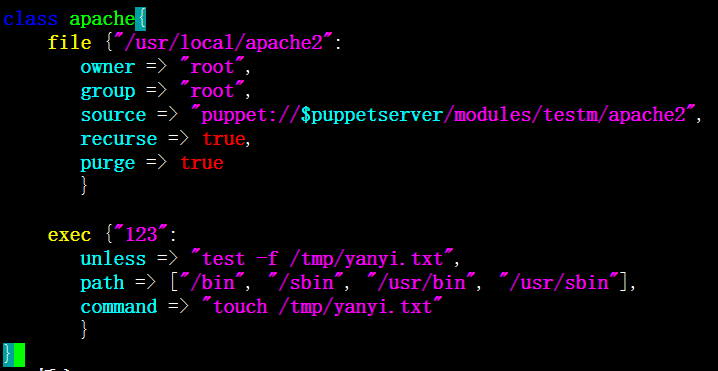 class apache{
    file {"/usr/local/apache2":
       owner => "root",
       group => "root",
       source => "puppet://$puppetserver/modules/testm/apache2",
       recurse => true,
       purge => true
       }

    exec {"123":
       unless => "test -f /tmp/yanyi.txt",
       path => ["/bin", "/sbin", "/usr/bin", "/usr/sbin"],
       command => "touch /tmp/yanyi.txt"
       }
}